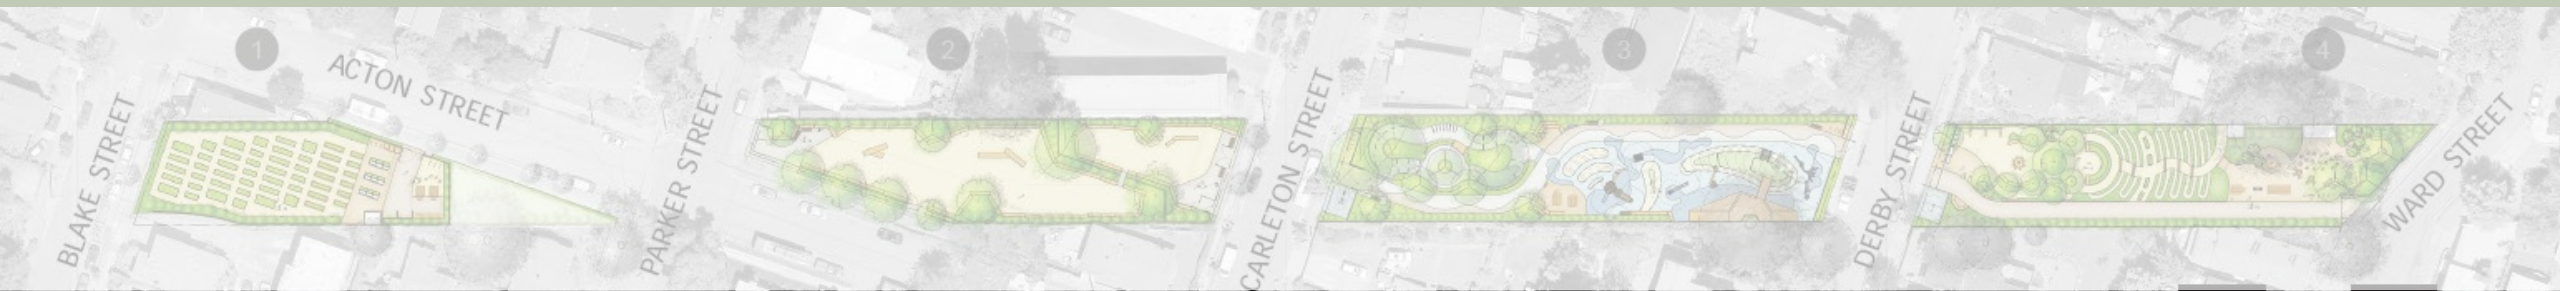 1
ACTON STREET
BLAKE STREET
2
PARKER STREET
3
CARLETON STREET
4
DERBY STREET
WARD STREET